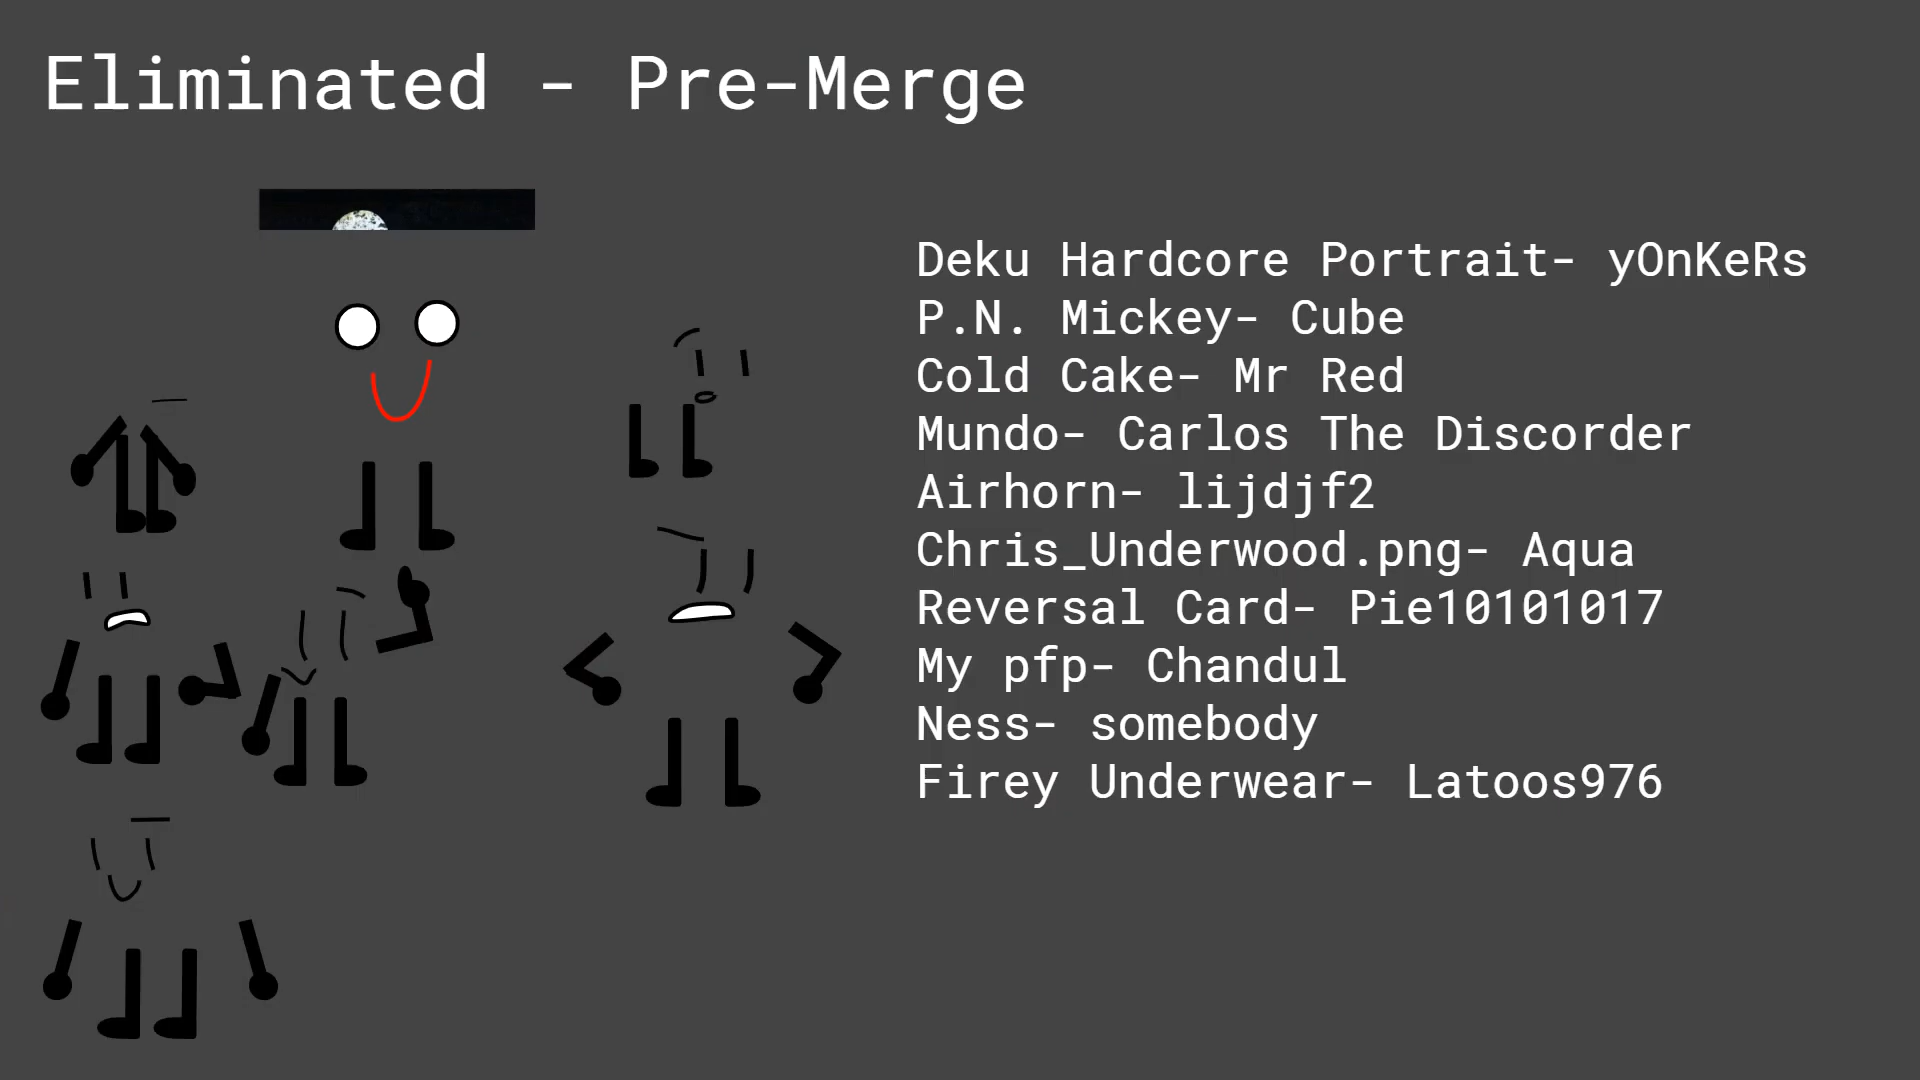 Eliminated - Pre-Merge
Deku Hardcore Portrait- yOnKeRs
P.N. Mickey- Cube
Cold Cake- Mr Red
Mundo- Carlos The Discorder
Airhorn- lijdjf2
Chris_Underwood.png- Aqua
Reversal Card- Pie10101017
My pfp- Chandul
Ness- somebody
Firey Underwear- Latoos976